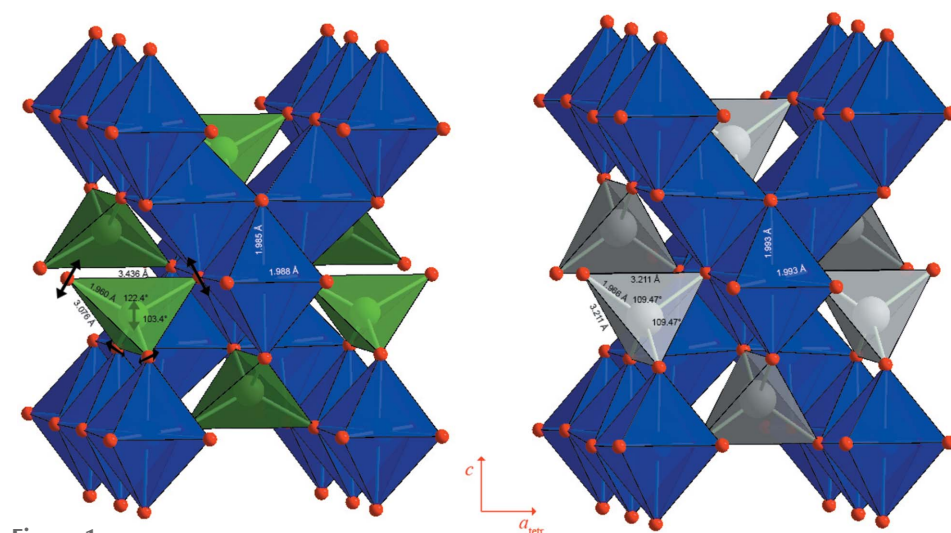 1.985 Å
1.988 Å
3.436 Å
1.960 Å
122.4°
103.4°
3.076 Å
1.993 Å
1.993 Å
3.211 Å
1.966 Å
109.47°
109.47°
3.211 Å
c
a tetr